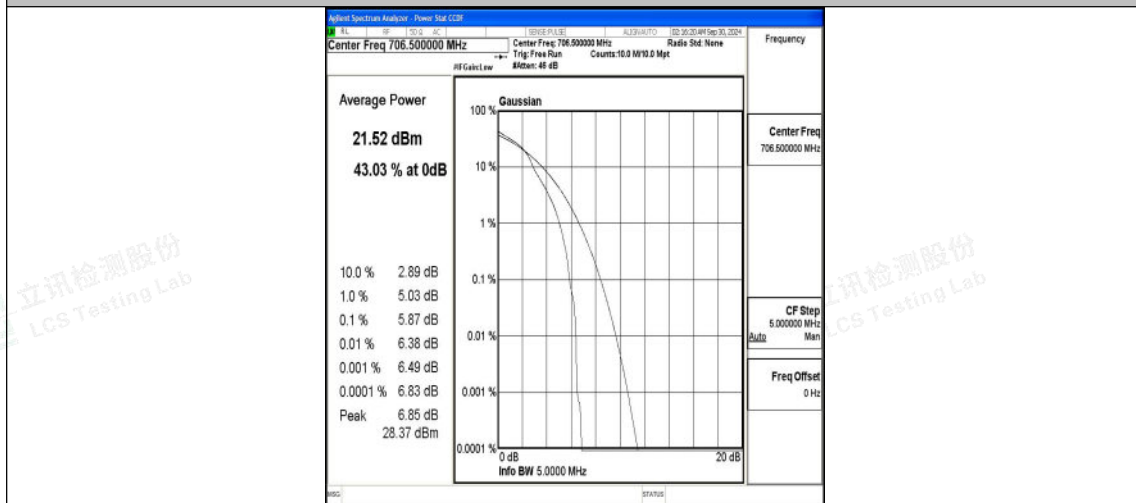 Agilent Spectrum Analyzer - Power Stat CCDF
RL RF 50 Ω AC SENSE:PULSE ALIGNAUTO 02:16:20 AM Sep 30, 2024
Center Freq 706.500000 MHz
Center Freq: 706.500000 MHz
Radio Std: None
Trig: Free Run
Counts:10.0 M/10.0 Mpt
#IFGain:Low
#Atten: 46 dB
Frequency
Average Power
21.52 dBm
43.03 % at 0dB
10.0 % 2.89 dB
1.0 % 5.03 dB
0.1 % 5.87 dB
0.01 % 6.38 dB
0.001 % 6.49 dB
0.0001 % 6.83 dB
Peak 6.85 dB
28.37 dBm
Gaussian
100 %
10 %
1 %
0.1 %
0.01 %
0.001 %
0.0001 %
0 dB
20 dB
Info BW 5.0000 MHz
Center Freq
706.500000 MHz
CF Step
5.000000 MHz
Auto Man
Freq Offset
0 Hz
MSG
STATUS
立讯检测股份
LCS Testing Lab
立讯检测股份
LCS Testing Lab